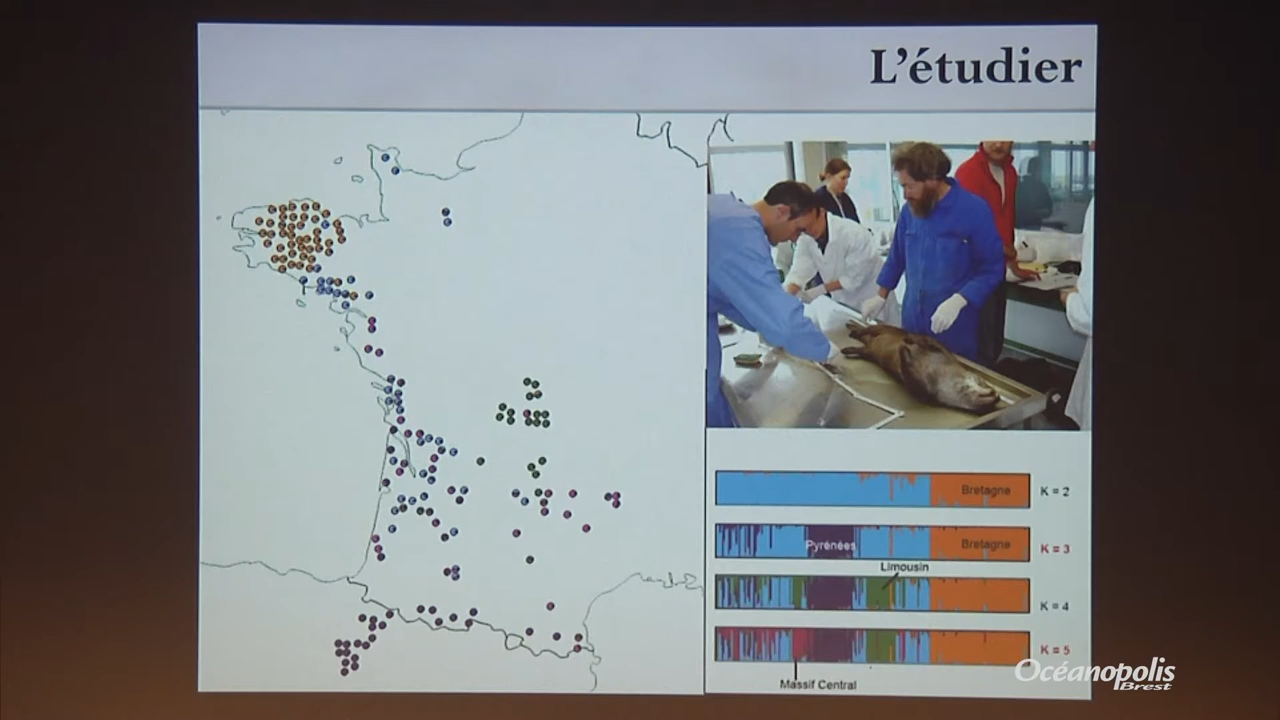 L'étudier
Bretagne
K = 2
Pyrénées
Bretagne
K = 3
Limousin
K = 4
K = 5
Massif Central
Océanopolis
Brest